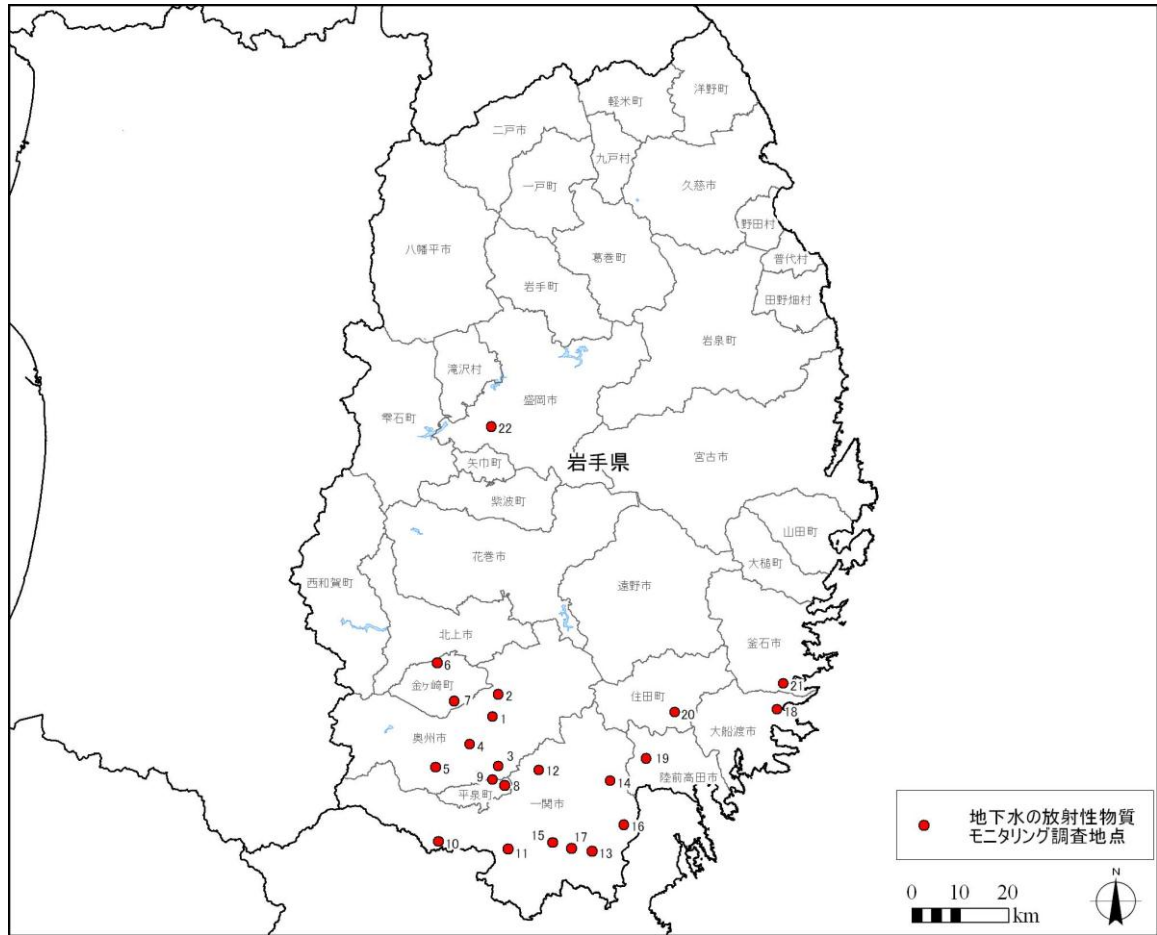 軽米町
洋野町
二戸市
九戸村
一戸町
久慈市
野田村
八幡平市
葛巻町
普代村
岩手町
田野畑村
岩泉町
滝沢村
盛岡市
雫石町
22
矢巾町
岩手県
宮古市
紫波町
山田町
花巻市
大槌町
西和賀町
遠野市
北上市
釜石市
6
金ヶ崎町
7
2
住田町
21
1
20
18
奥州市
大船渡市
4
3
19
5
9
12
陸前高田市
8
14
平泉町
一関市
16
10
15
17
11
13
地下水の放射性物質
モニタリング調査地点
N
0 10 20
km